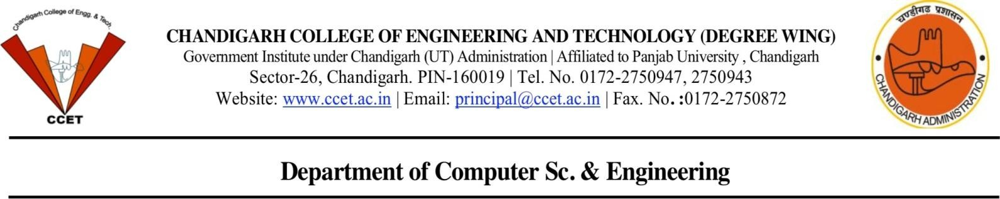 Chandigarh College of Engg. & Tech.
CCET
CHANDIGARH COLLEGE OF ENGINEERING AND TECHNOLOGY (DEGREE WING)
Government Institute under Chandigarh (UT) Administration | Affiliated to Panjab University , Chandigarh
Sector-26, Chandigarh. PIN-160019 | Tel. No. 0172-2750947, 2750943
Website: www.ccet.ac.in | Email: principal@ccet.ac.in | Fax. No. :0172-2750872
चण्डीगढ़ प्रशासन
CHANDIGARH ADMINISTRATION
Department of Computer Sc. & Engineering